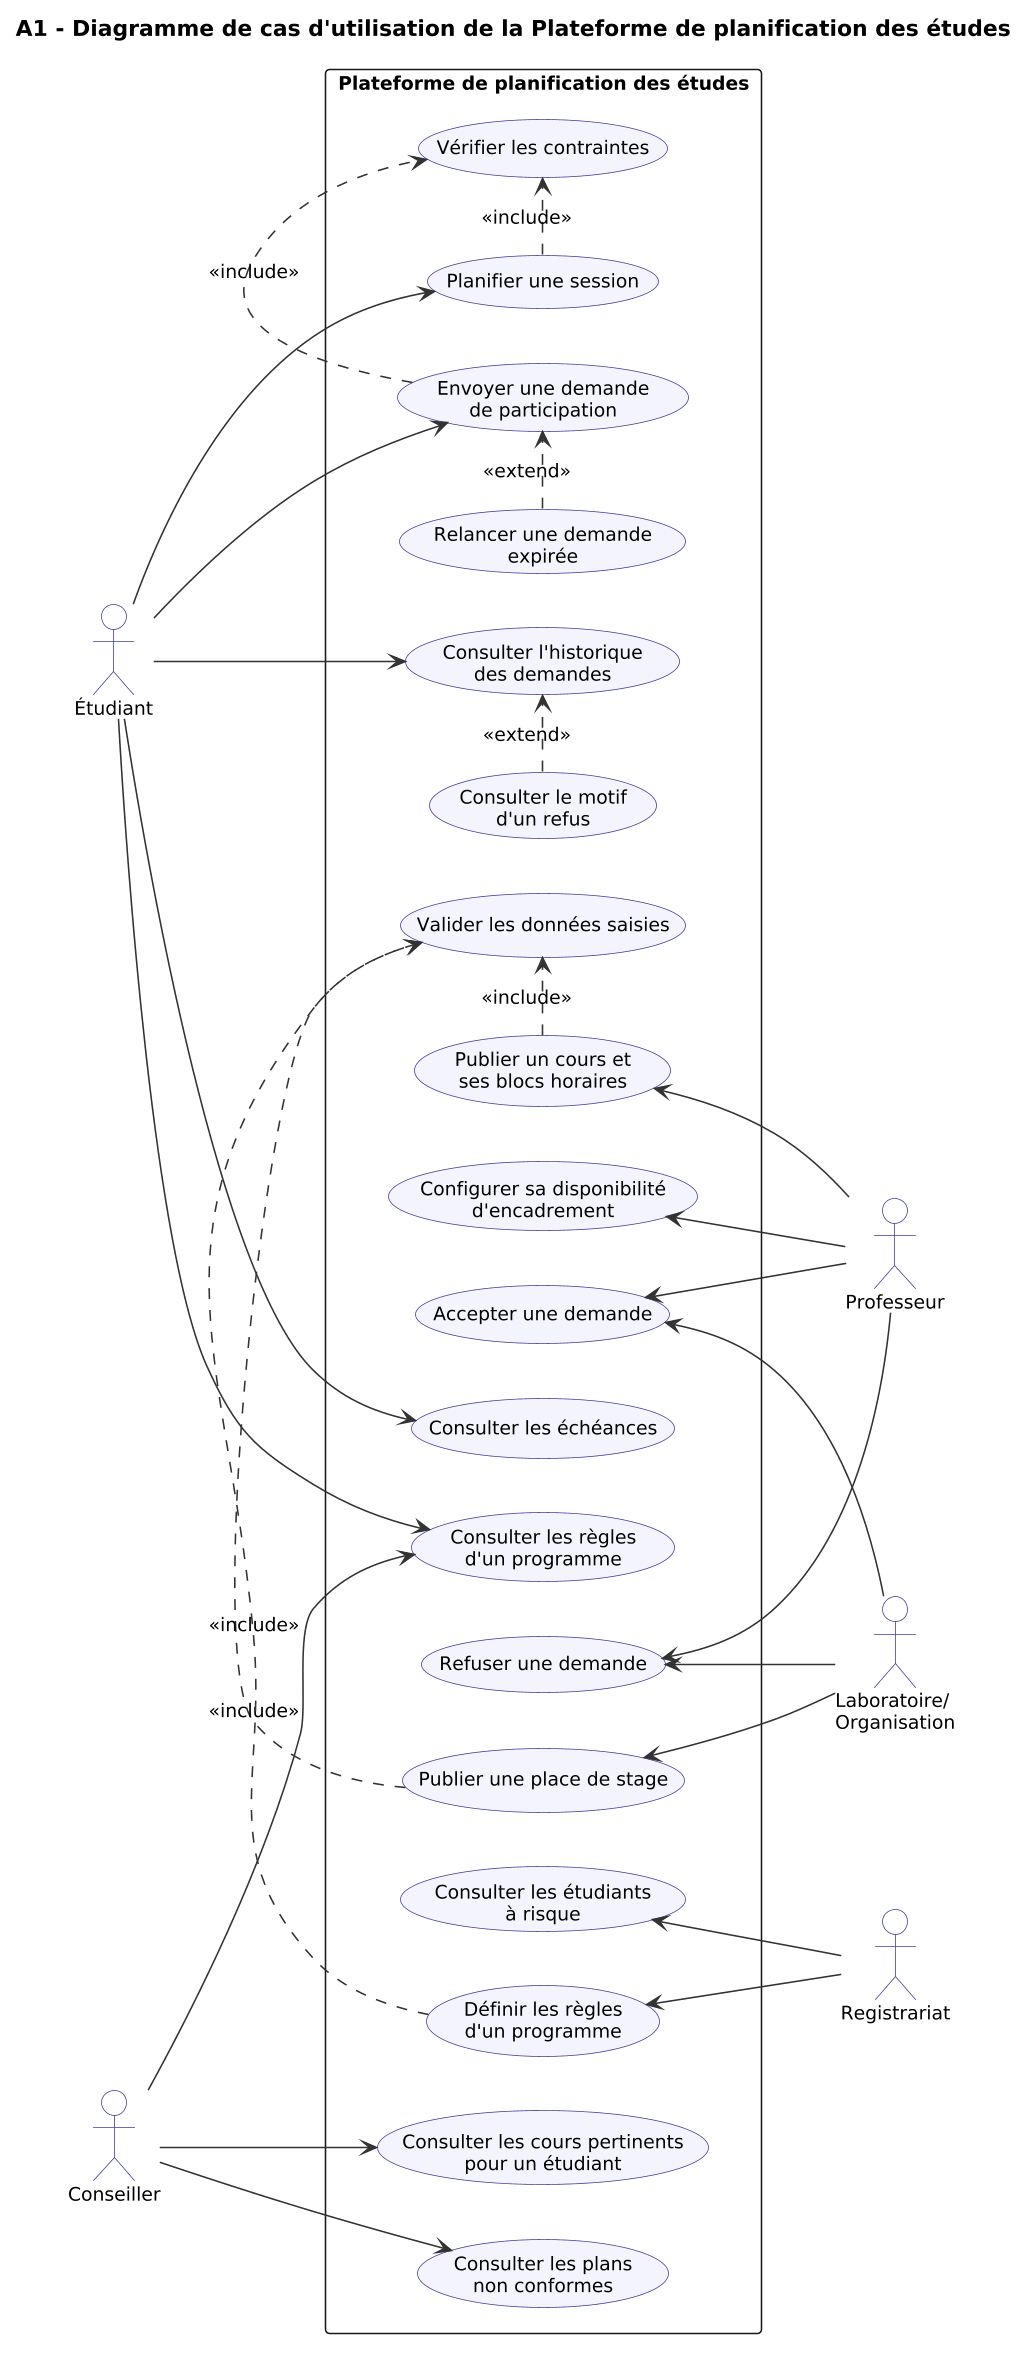 A1 - Diagramme de cas d'utilisation de la Plateforme de planification des études
Plateforme de planification des études
Vérifier les contraintes
«include»
«include»
Planifier une session
Envoyer une demande
de participation
«extend»
Relancer une demande
expirée
Consulter l'historique
des demandes
Étudiant
«extend»
Consulter le motif
d'un refus
Valider les données saisies
«include»
Publier un cours et
ses blocs horaires
Configurer sa disponibilité
d'encadrement
Professeur
Accepter une demande
Consulter les échéances
Consulter les règles
d'un programme
«include»
Refuser une demande
Laboratoire/
Organisation
«include»
Publier une place de stage
Consulter les étudiants
à risque
Définir les règles
d'un programme
Registrariat
Consulter les cours pertinents
pour un étudiant
Conseiller
Consulter les plans
non conformes